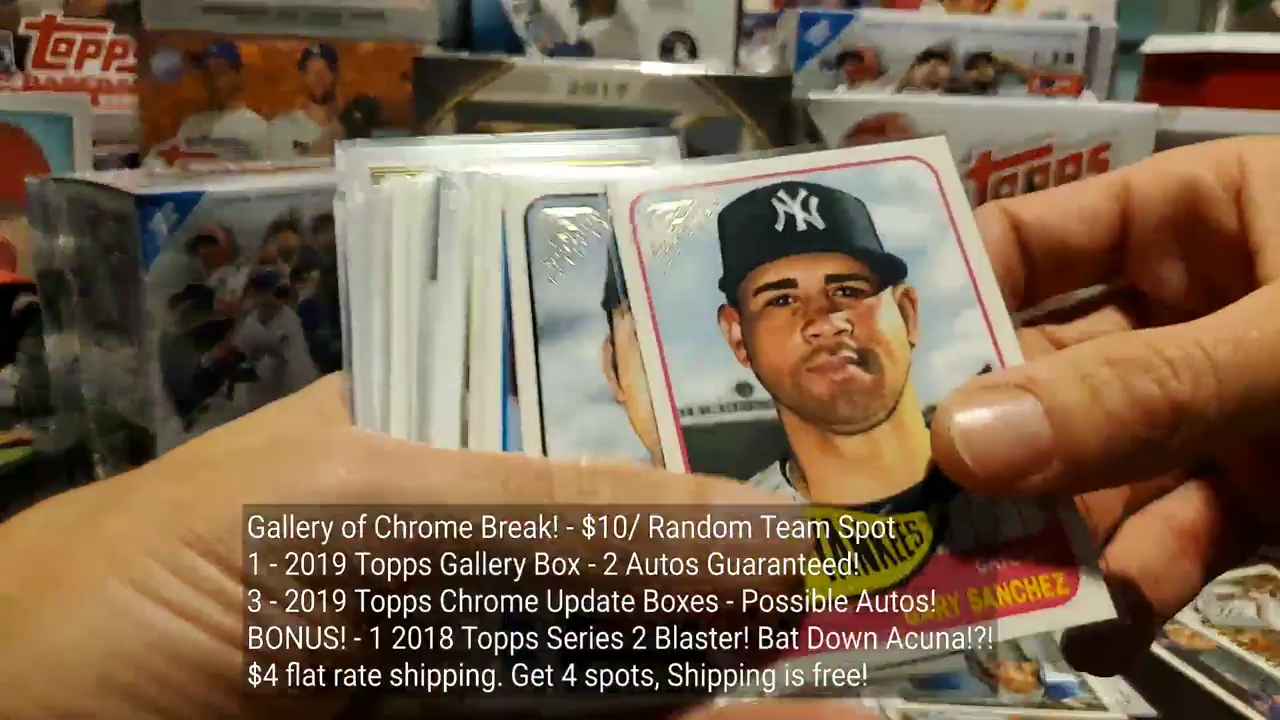 TOPPS
2019
TOPPS
NY
YANKEES
GARY SANCHEZ
Gallery of Chrome Break! - $10/ Random Team Spot
1 - 2019 Topps Gallery Box - 2 Autos Guaranteed!
3 - 2019 Topps Chrome Update Boxes - Possible Autos!
BONUS! - 1 2018 Topps Series 2 Blaster! Bat Down Acuna!?!
$4 flat rate shipping. Get 4 spots, Shipping is free!